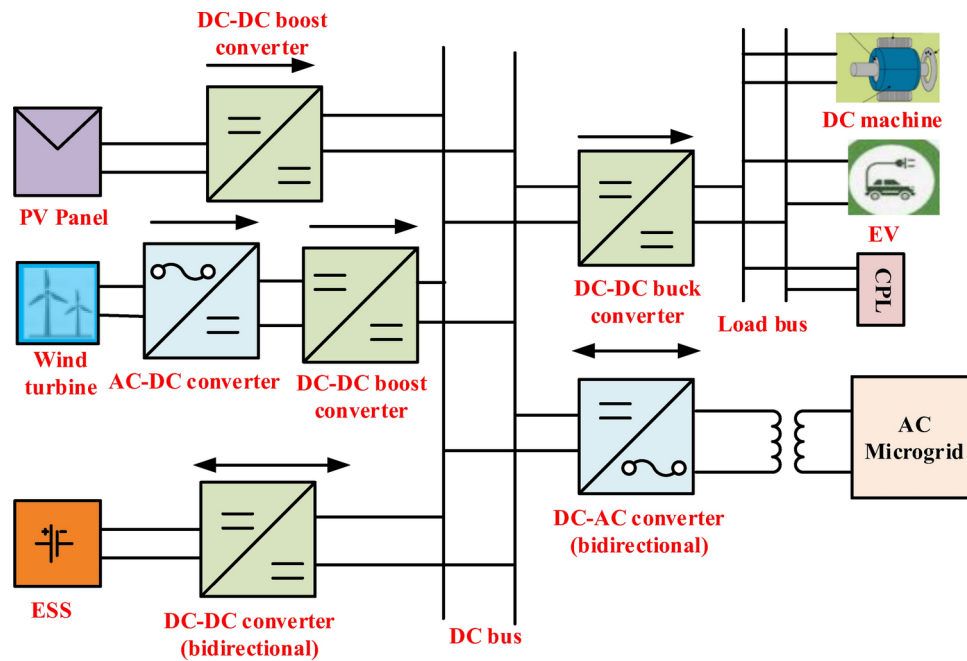 DC-DC boost
converter
PV Panel
DC machine
EV
CPL
DC-DC buck
converter
Load bus
Wind
turbine
AC-DC converter
DC-DC boost
converter
AC
Microgrid
DC-AC converter
(bidirectional)
ESS
DC-DC converter
(bidirectional)
DC bus